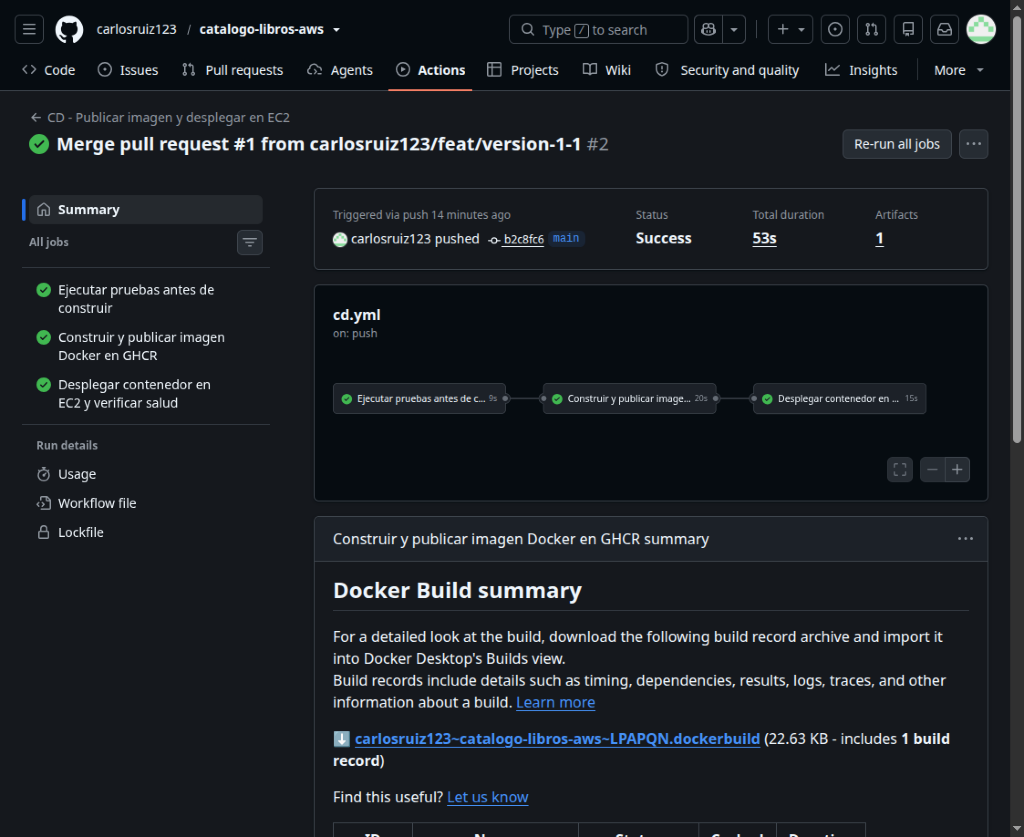 carlosruiz123 / catalogo-libros-aws
Type / to search
Code
Issues
Pull requests
Agents
Actions
Projects
Wiki
Security and quality
Insights
More
← CD - Publicar imagen y desplegar en EC2
Merge pull request #1 from carlosruiz123/feat/version-1-1 #2
Re-run all jobs
Summary
All jobs
Ejecutar pruebas antes de
construir
Construir y publicar imagen
Docker en GHCR
Desplegar contenedor en
EC2 y verificar salud
Run details
Usage
Workflow file
Lockfile
Triggered via push 14 minutes ago
carlosruiz123 pushed b2c8fc6 main
Status
Success
Total duration
53s
Artifacts
1
cd.yml
on: push
Ejecutar pruebas antes de c... 9s
Construir y publicar image... 20s
Desplegar contenedor en ... 15s
Construir y publicar imagen Docker en GHCR summary
Docker Build summary
For a detailed look at the build, download the following build record archive and import it
into Docker Desktop's Builds view.
Build records include details such as timing, dependencies, results, logs, traces, and other
information about a build. Learn more
carlosruiz123~catalogo-libros-aws~LPAPQN.dockerbuild (22.63 KB - includes 1 build
record)
Find this useful? Let us know